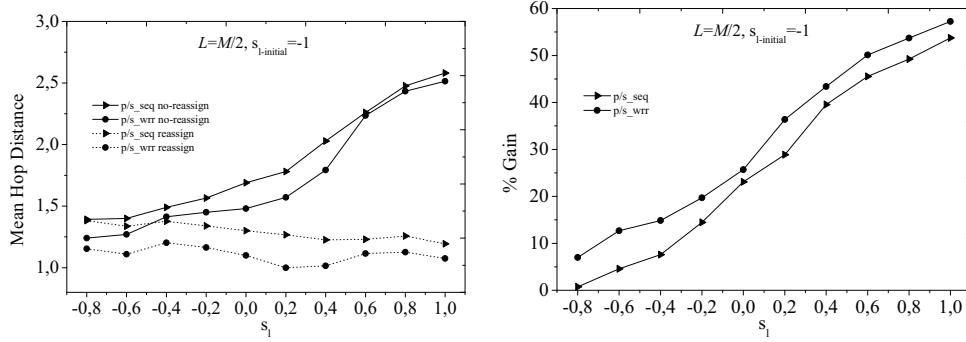 L=M/2, s_l-initial=-1
p/s_seq no-reassign
p/s_wrr no-reassign
p/s_seq reassign
p/s_wrr reassign
Mean Hop Distance
3,0
2,5
2,0
1,5
1,0
-0,8 -0,6 -0,4 -0,2 0,0 0,2 0,4 0,6 0,8 1,0
s_l
L=M/2, s_l-initial=-1
p/s_seq
p/s_wrr
% Gain
60
50
40
30
20
10
0
-0,8 -0,6 -0,4 -0,2 0,0 0,2 0,4 0,6 0,8 1,0
s_l